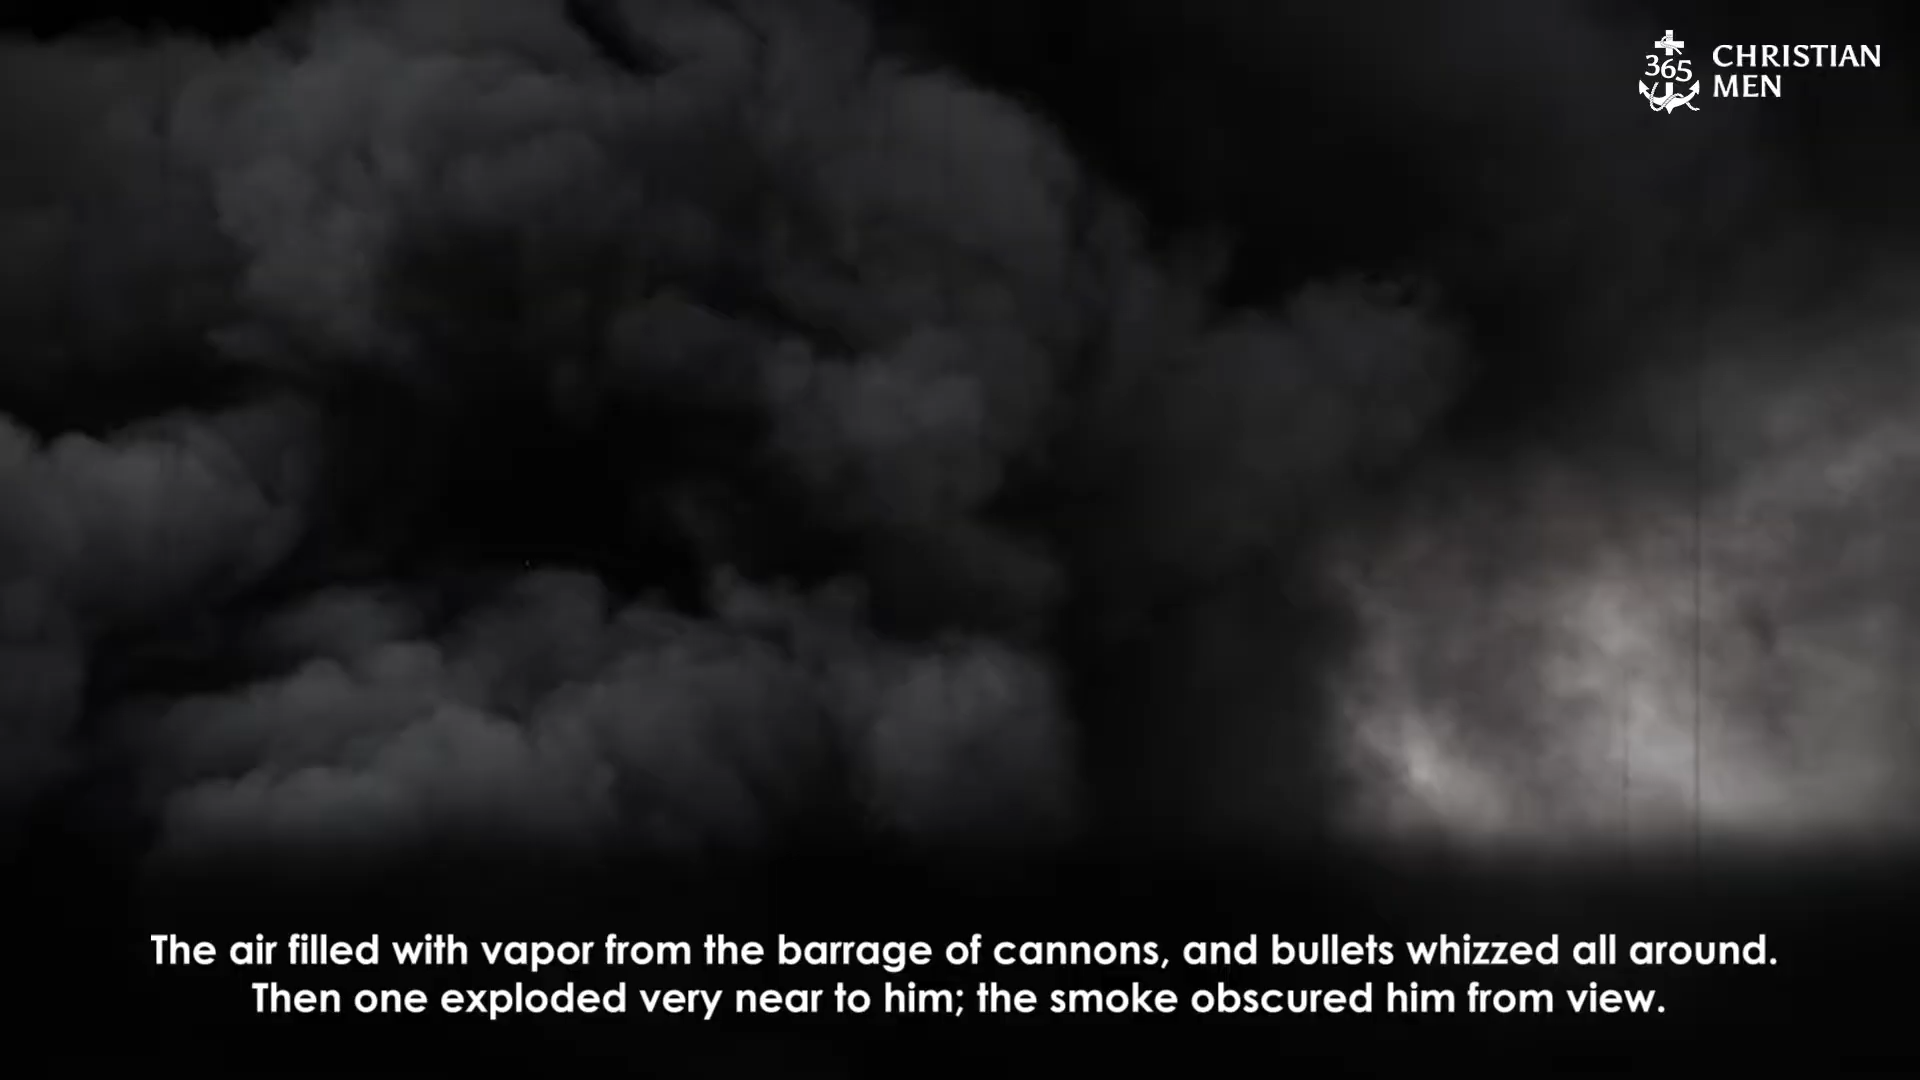 365
CHRISTIAN
MEN
The air filled with vapor from the barrage of cannons, and bullets whizzed all around.
Then one exploded very near to him; the smoke obscured him from view.